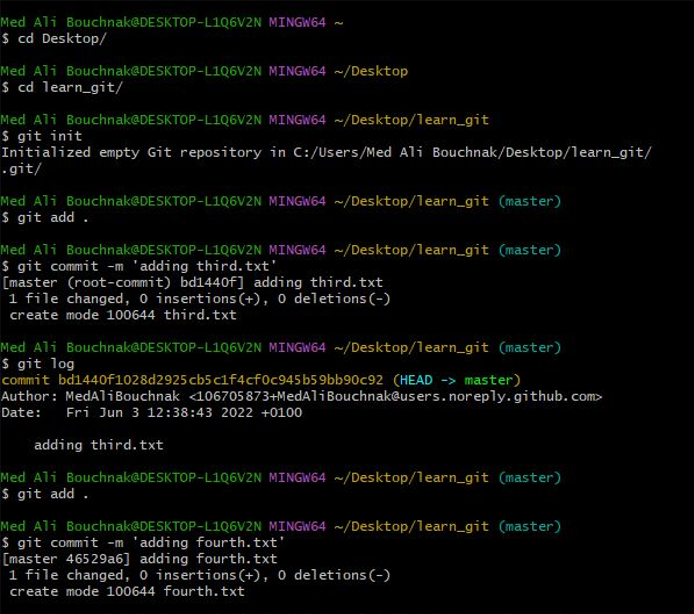 Med Ali Bouchnak@DESKTOP-L1Q6V2N MINGW64 ~
$ cd Desktop/
Med Ali Bouchnak@DESKTOP-L1Q6V2N MINGW64 ~/Desktop
$ cd learn_git/
Med Ali Bouchnak@DESKTOP-L1Q6V2N MINGW64 ~/Desktop/learn_git
$ git init
Initialized empty Git repository in C:/Users/Med Ali Bouchnak/Desktop/learn_git/
.git/
Med Ali Bouchnak@DESKTOP-L1Q6V2N MINGW64 ~/Desktop/learn_git (master)
$ git add .
Med Ali Bouchnak@DESKTOP-L1Q6V2N MINGW64 ~/Desktop/learn_git (master)
$ git commit -m 'adding third.txt'
[master (root-commit) bd1440f] adding third.txt
1 file changed, 0 insertions(+), 0 deletions(-)
create mode 100644 third.txt
Med Ali Bouchnak@DESKTOP-L1Q6V2N MINGW64 ~/Desktop/learn_git (master)
$ git log
commit bd1440f1028d2925cb5c1f4cf0c945b59bb90c92 (HEAD -> master)
Author: MedAliBouchnak <106705873+MedAliBouchnak@users.noreply.github.com>
Date:   Fri Jun 3 12:38:43 2022 +0100
adding third.txt
Med Ali Bouchnak@DESKTOP-L1Q6V2N MINGW64 ~/Desktop/learn_git (master)
$ git add .
Med Ali Bouchnak@DESKTOP-L1Q6V2N MINGW64 ~/Desktop/learn_git (master)
$ git commit -m 'adding fourth.txt'
[master 46529a6] adding fourth.txt
1 file changed, 0 insertions(+), 0 deletions(-)
create mode 100644 fourth.txt